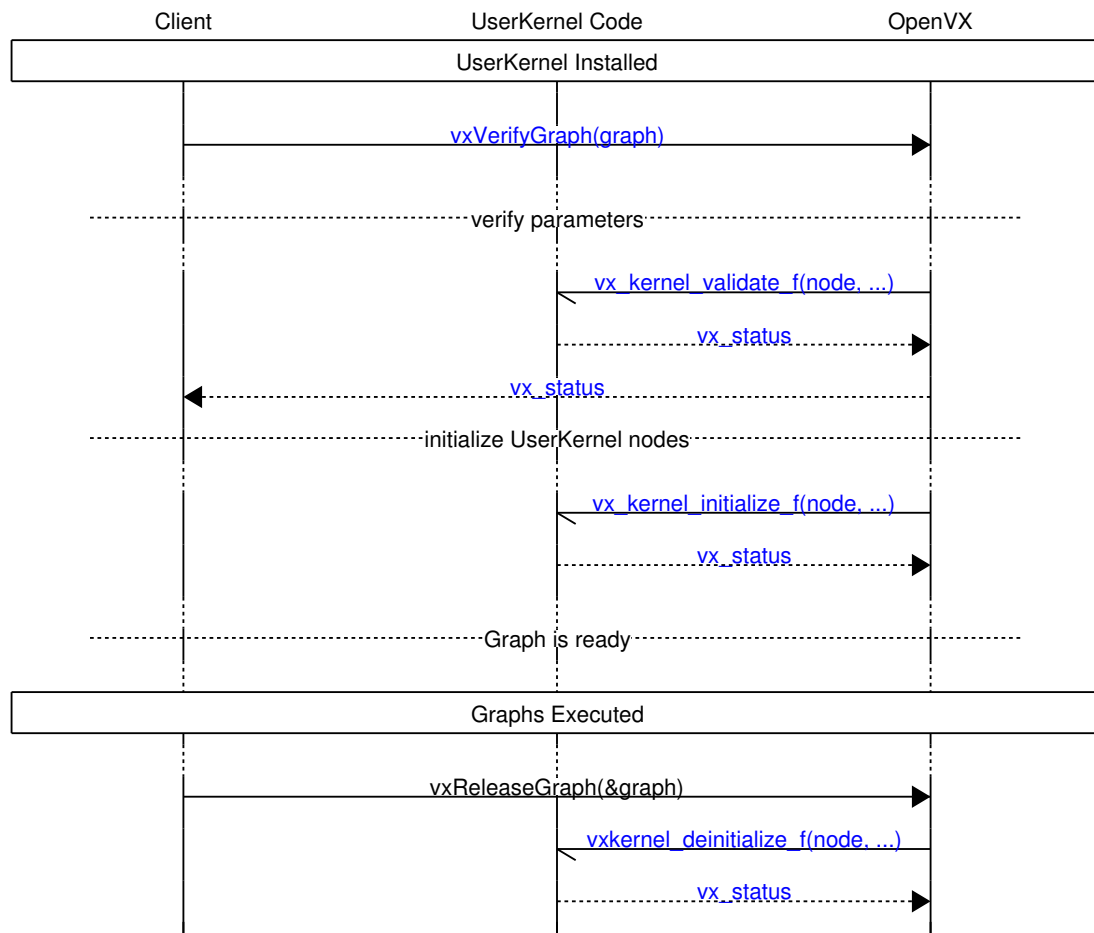 Client UserKernel Code OpenVX
UserKernel Installed
vxVerifyGraph(graph)
verify parameters
vx_kernel_validate_f(node, ...)
vx_status
vx_status
initialize UserKernel nodes
vx_kernel_initialize_f(node, ...)
vx_status
Graph is ready
Graphs Executed
vxReleaseGraph(&graph)
vxkernel_deinitialize_f(node, ...)
vx_status